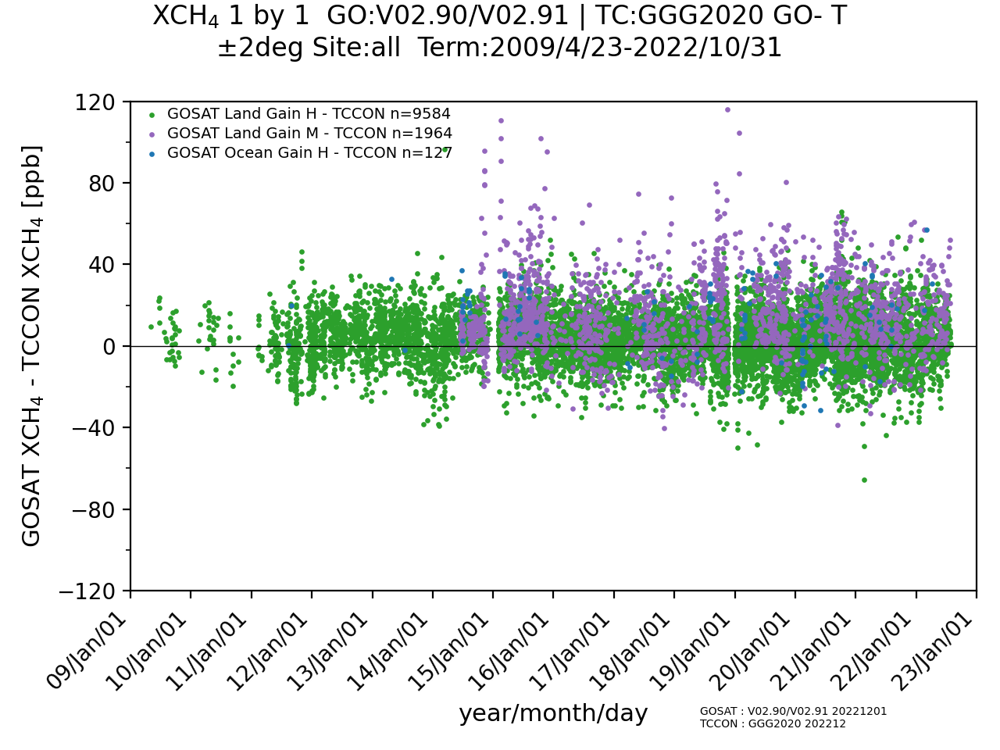 XCH₄ 1 by 1  GO:V02.90/V02.91 | TC:GGG2020 GO- T
±2deg Site:all  Term:2009/4/23-2022/10/31
GOSAT XCH₄ - TCCON XCH₄ [ppb]
120
80
40
0
−40
−80
−120
GOSAT Land Gain H - TCCON n=9584
GOSAT Land Gain M - TCCON n=1964
GOSAT Ocean Gain H - TCCON n=127
09/Jan/01
10/Jan/01
11/Jan/01
12/Jan/01
13/Jan/01
14/Jan/01
15/Jan/01
16/Jan/01
17/Jan/01
18/Jan/01
19/Jan/01
20/Jan/01
21/Jan/01
22/Jan/01
23/Jan/01
year/month/day
GOSAT : V02.90/V02.91 20221201
TCCON : GGG2020 202212